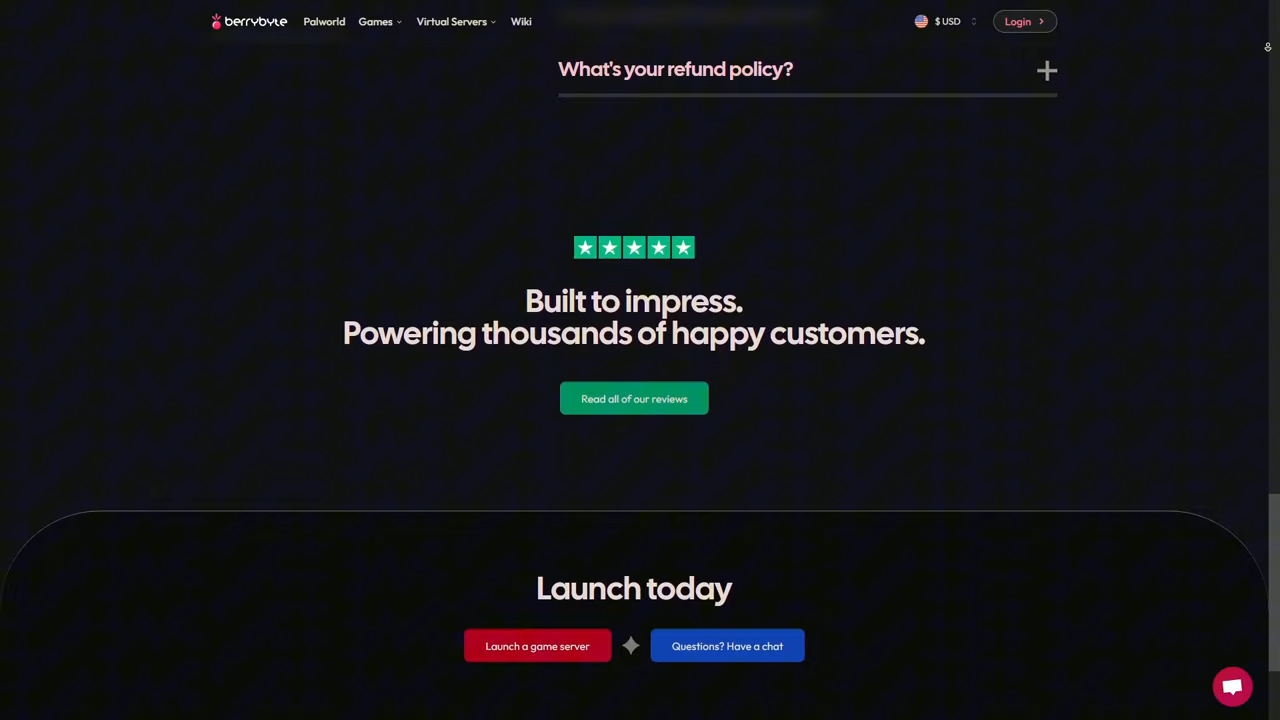 berrybyte Palworld Games Virtual Servers Wiki $ USD Login
What's your refund policy?
Built to impress.
Powering thousands of happy customers.
Read all of our reviews
Launch today
Launch a game server Questions? Have a chat